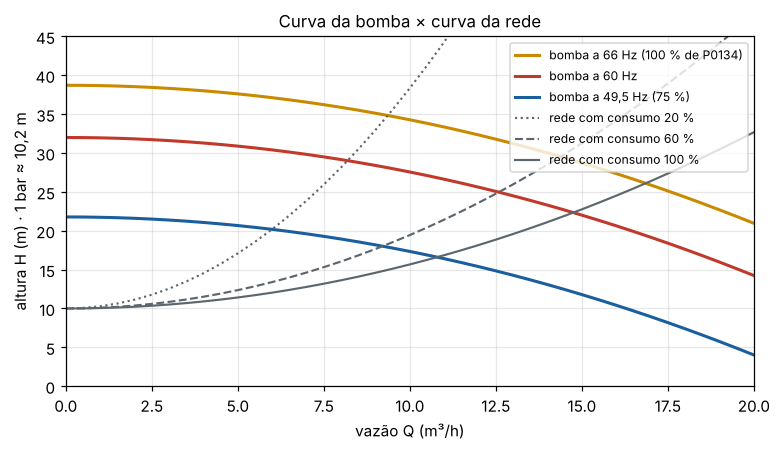 Curva da bomba × curva da rede
altura H (m) · 1 bar ≈ 10,2 m
45
40
35
30
25
20
15
10
5
0
bomba a 66 Hz (100 % de P0134)
bomba a 60 Hz
bomba a 49,5 Hz (75 %)
rede com consumo 20 %
rede com consumo 60 %
rede com consumo 100 %
0.0 2.5 5.0 7.5 10.0 12.5 15.0 17.5 20.0
vazão Q (m³/h)